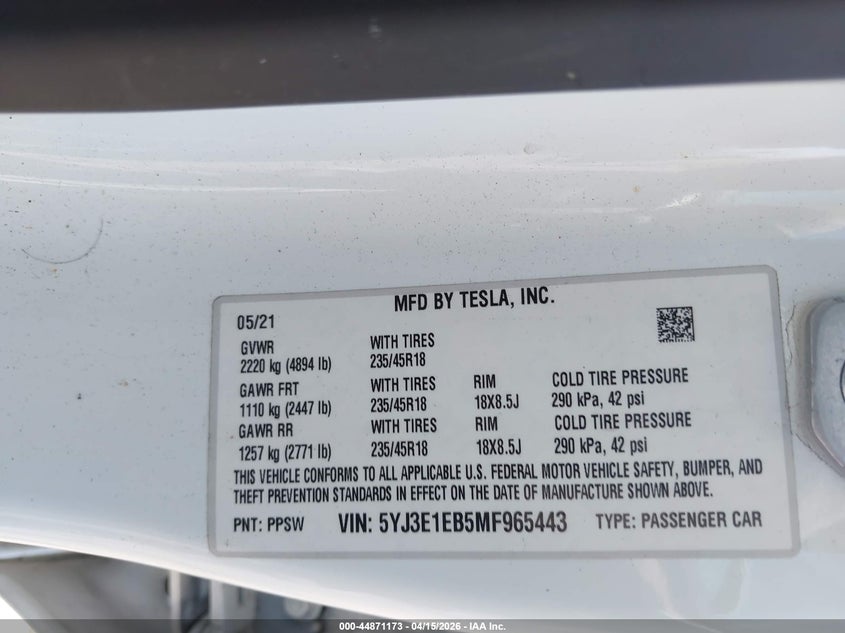 MFD BY TESLA, INC.
05/21
GVWR WITH TIRES
2220 kg (4894 lb) 235/45R18
GAWR FRT WITH TIRES RIM COLD TIRE PRESSURE
1110 kg (2447 lb) 235/45R18 18X8.5J 290 kPa, 42 psi
GAWR RR WITH TIRES RIM COLD TIRE PRESSURE
1257 kg (2771 lb) 235/45R18 18X8.5J 290 kPa, 42 psi
THIS VEHICLE CONFORMS TO ALL APPLICABLE U.S. FEDERAL MOTOR VEHICLE SAFETY, BUMPER, AND
THEFT PREVENTION STANDARDS IN EFFECT ON THE DATE OF MANUFACTURE SHOWN ABOVE.
PNT: PPSW VIN: 5YJ3E1EB5MF965443 TYPE: PASSENGER CAR
000-44871173 - 04/15/2026 - IAA Inc.